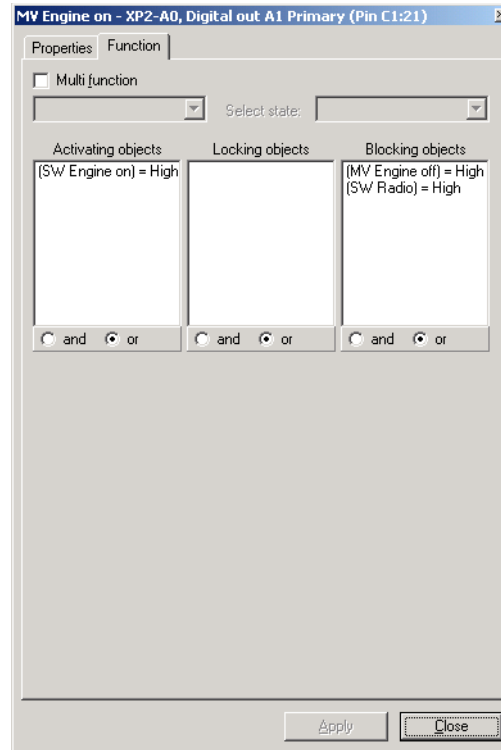 MV Engine on - XP2-A0, Digital out A1 Primary (Pin C1:21)
Properties Function
Multi function
Select state:
Activating objects Locking objects Blocking objects
(SW Engine on) = High (MV Engine off) = High
(SW Radio) = High
and or and or and or
Apply Close